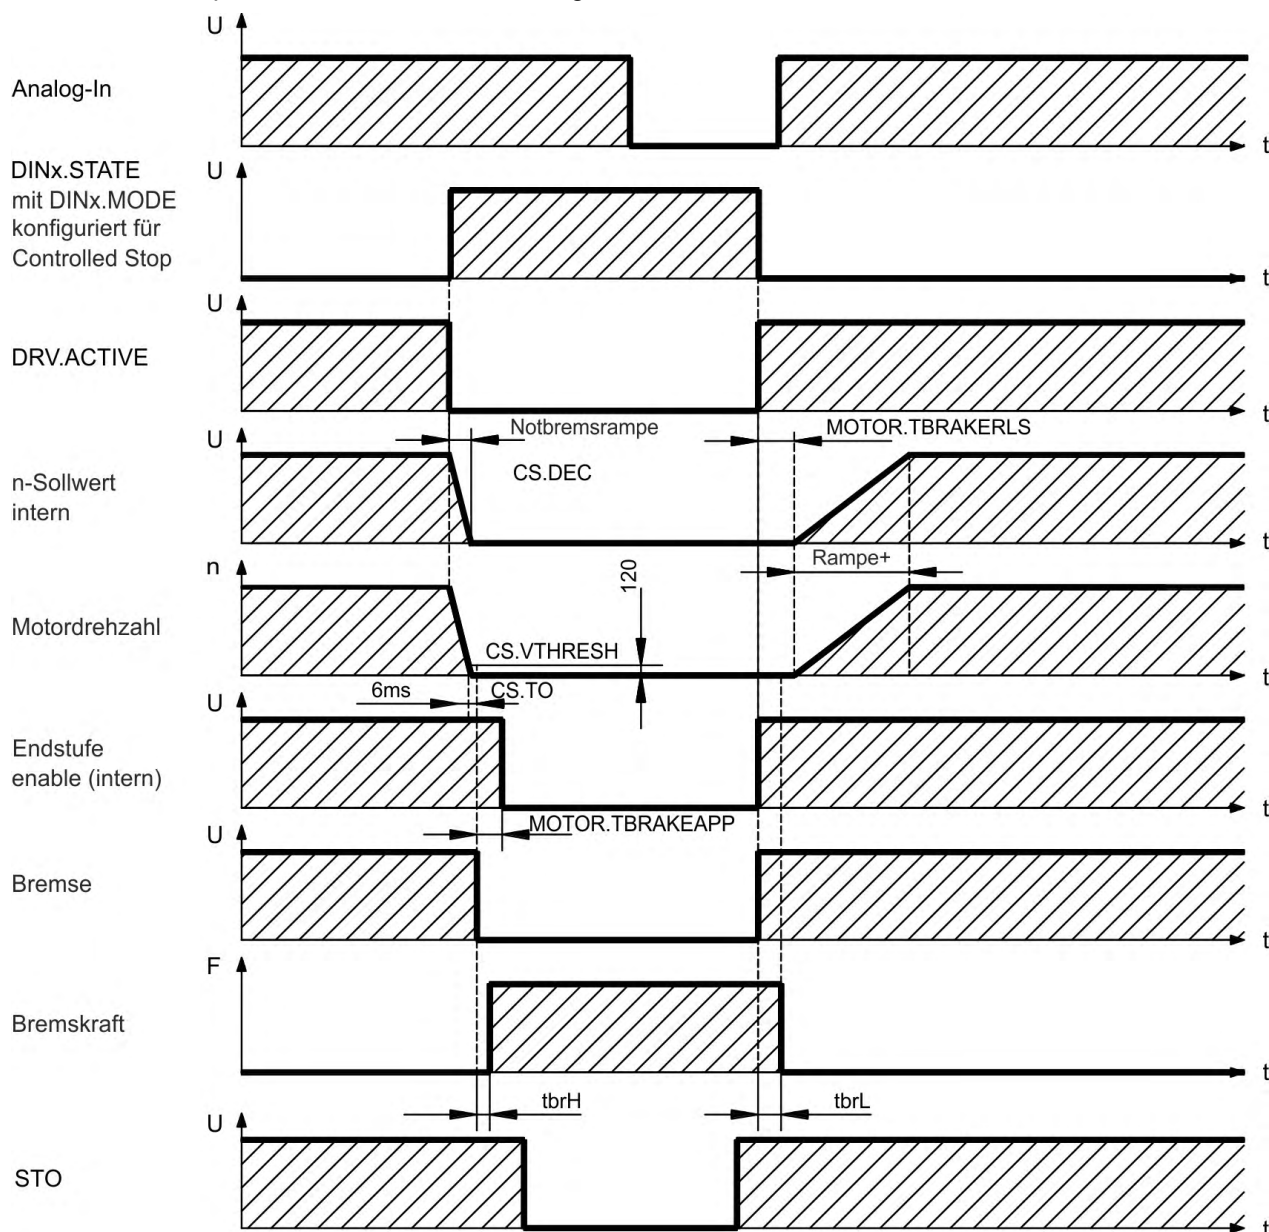 U
Analog-In
t
DINx.STATE
mit DINx.MODE
konfiguriert für
Controlled Stop
U
t
U
DRV.ACTIVE
t
Notbremsrampe
MOTOR.TBRAKERLS
U
CS.DEC
n-Sollwert
intern
t
Rampe+
n
120
Motordrehzahl
CS.VTHRESH
t
6ms
CS.TO
U
Endstufe
enable (intern)
t
MOTOR.TBRAKEAPP
U
Bremse
t
F
Bremskraft
t
tbrH
tbrL
U
STO
t